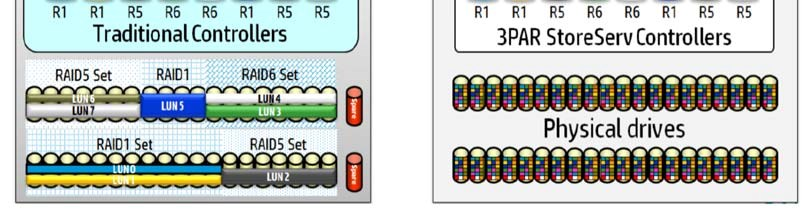 R1 R1 R5 R6 R6 R1 R5 R5
Traditional Controllers
RAID5 Set RAID1 RAID6 Set
LUN 6 LUN 4
LUN 7 LUN 5 LUN 3
Spare
RAID1 Set RAID5 Set
LUN 0
LUN 2
Spare
R1 R1 R5 R6 R6 R1 R5 R5
3PAR StoreServ Controllers
Physical drives